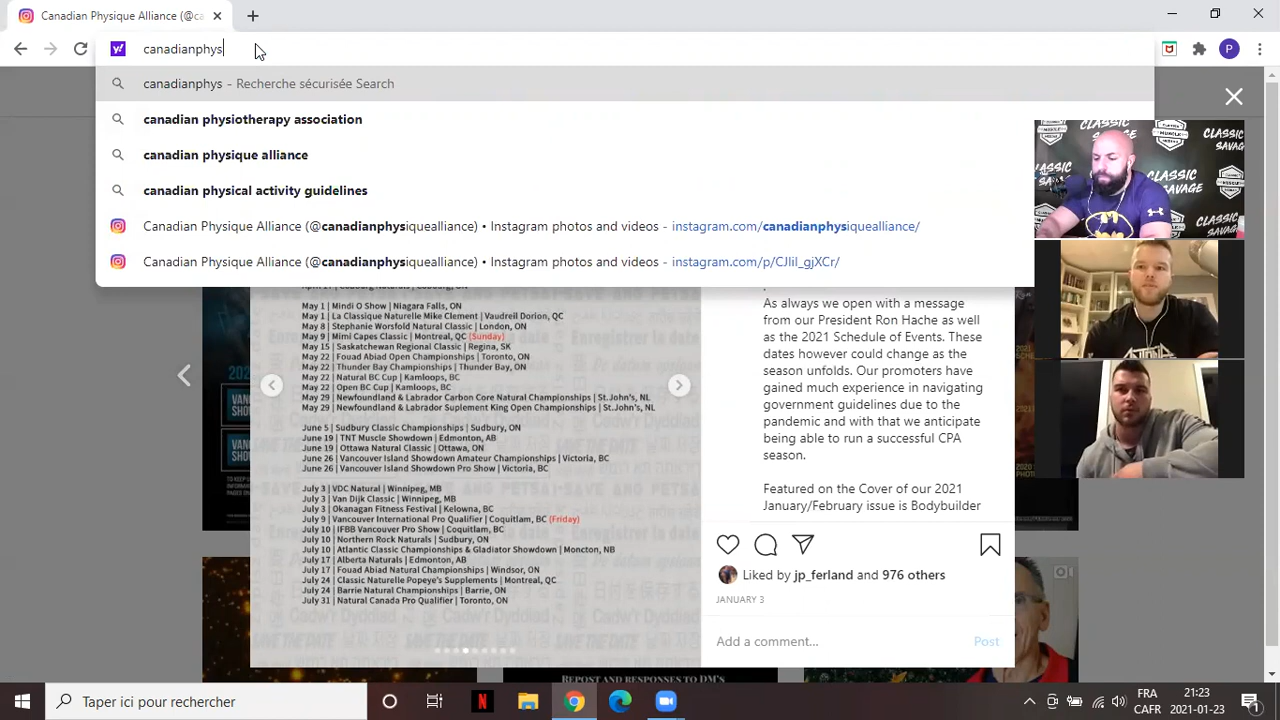 Canadian Physique Alliance (@ca
canadianphys
P
canadianphys - Recherche sécurisée Search
canadian physiotherapy association
canadian physique alliance
canadian physical activity guidelines
Canadian Physique Alliance (@canadianphysiquealliance) • Instagram photos and videos - instagram.com/canadianphysiquealliance/
Canadian Physique Alliance (@canadianphysiquealliance) • Instagram photos and videos - instagram.com/p/CJliil_gjXCr/
CLASSIC
SAVAGE
May 1 | Mindi O Show | Niagara Falls, ON
May 1 | La Classique Naturelle Mike Clement | Vaudreil Dorion, QC
May 8 | Stephanie Worsfold Natural Classic | London, ON
May 9 | Mimi Capes Classic | Montreal, QC (Sunday)
May 15 | Saskatchewan Regional Classic | Regina, SK
May 22 | Fouad Abiad Open Championships | Toronto, ON
May 22 | Thunder Bay Championships | Thunder Bay, ON
May 22 | Natural BC Cup | Kamloops, BC
May 22 | Open BC Cup | Kamloops, BC
May 29 | Newfoundland & Labrador Carbon Core Natural Championships | St.John's, NL
May 29 | Newfoundland & Labrador Suplement King Open Championships | St.John's, NL
June 5 | Sudbury Classic Championships | Sudbury, ON
June 19 | TNT Muscle Showdown | Edmonton, AB
June 19 | Ottawa Natural Classic | Ottawa, ON
June 26 | Vancouver Island Showdown Amateur Championships | Victoria, BC
June 26 | Vancouver Island Showdown Pro Show | Victoria, BC
July 3 | VDC Natural | Winnipeg, MB
July 3 | Van Dijk Classic | Winnipeg, MB
July 3 | Okanagan Fitness Festival | Kelowna, BC
July 9 | Vancouver International Pro Qualifier | Coquitlam, BC (Friday)
July 10 | IFBB Vancouver Pro Show | Coquitlam, BC
July 10 | Northern Rock Naturals | Sudbury, ON
July 10 | Atlantic Classic Championships & Gladiator Showdown | Moncton, NB
July 17 | Alberta Naturals | Edmonton, AB
July 17 | Fouad Abiad Natural Championships | Windsor, ON
July 24 | Classic Naturelle Popeye's Supplements | Montreal, QC
July 24 | Barrie Natural Championships | Barrie, ON
July 31 | Natural Canada Pro Qualifier | Toronto, ON
As always we open with a message
from our President Ron Hache as well
as the 2021 Schedule of Events. These
dates however could change as the
season unfolds. Our promoters have
gained much experience in navigating
government guidelines due to the
pandemic and with that we anticipate
being able to run a successful CPA
season.
Featured on the Cover of our 2021
January/February issue is Bodybuilder
Liked by jp_ferland and 976 others
JANUARY 3
Add a comment...
Post
REPOST AND RESPONSES TO DM'S
Taper ici pour rechercher
FRA
CAFR
21:23
2021-01-23